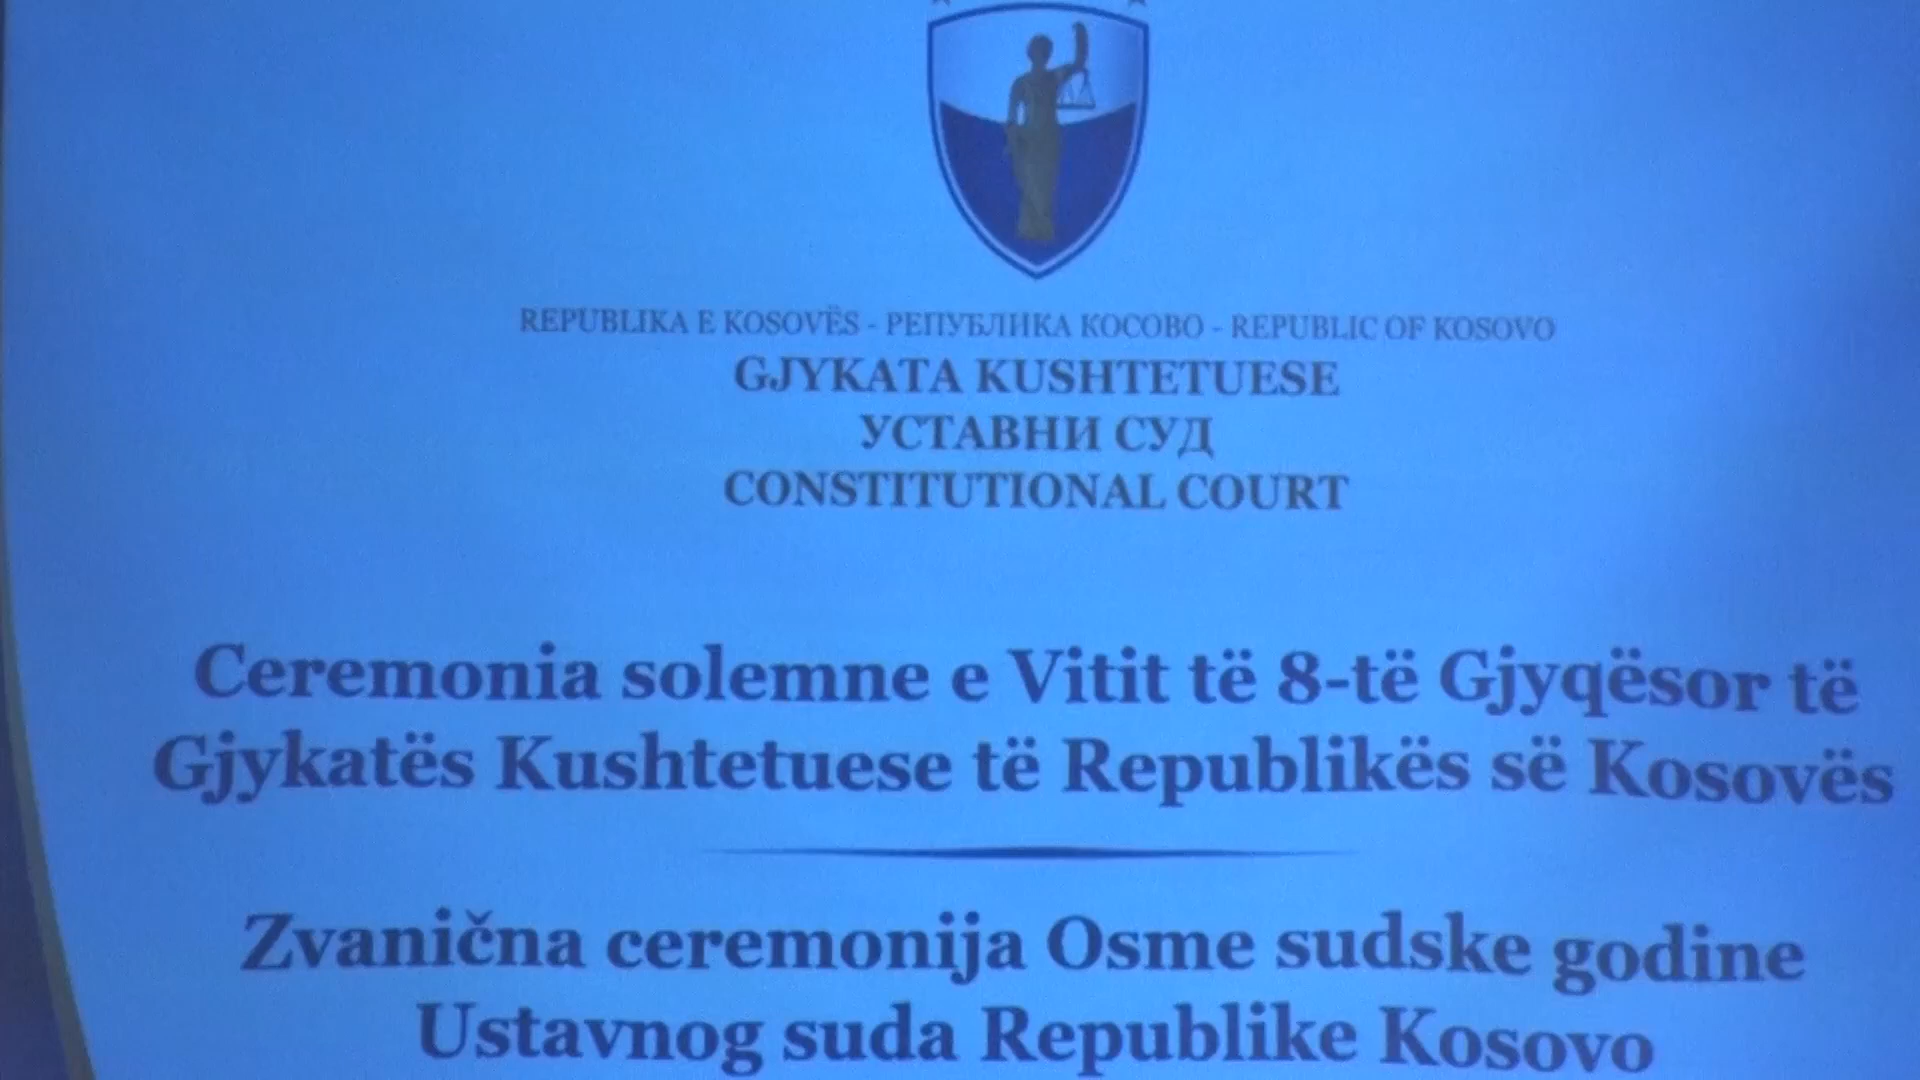 REPUBLIKA E KOSOVËS - РЕПУБЛИКА КОСОВО - REPUBLIC OF KOSOVO
GJYKATA KUSHTETUESE
УСТАВНИ СУД
CONSTITUTIONAL COURT
Ceremonia solemne e Vitit të 8-të Gjyqësor të
Gjykatës Kushtetuese të Republikës së Kosovës
Zvanična ceremonija Osme sudske godine
Ustavnog suda Republike Kosovo